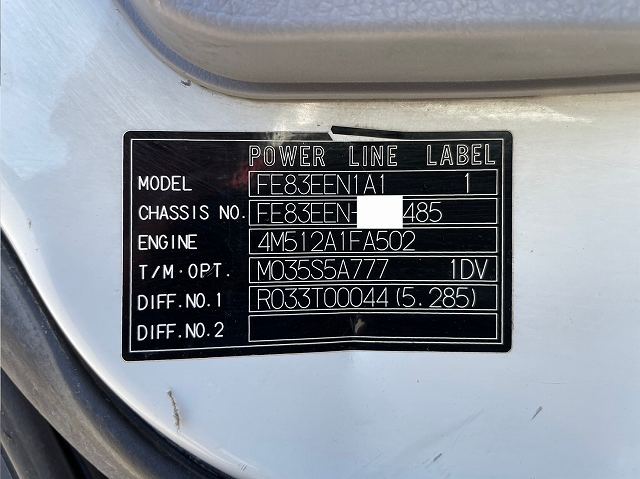 POWER LINE LABEL
MODEL FE83EEN1A1 1
CHASSIS NO. FE83EEN- 485
ENGINE 4M512A1FA502
T/M·OPT. M035S5A777 1DV
DIFF.NO.1 R033T00044(5.285)
DIFF.NO.2